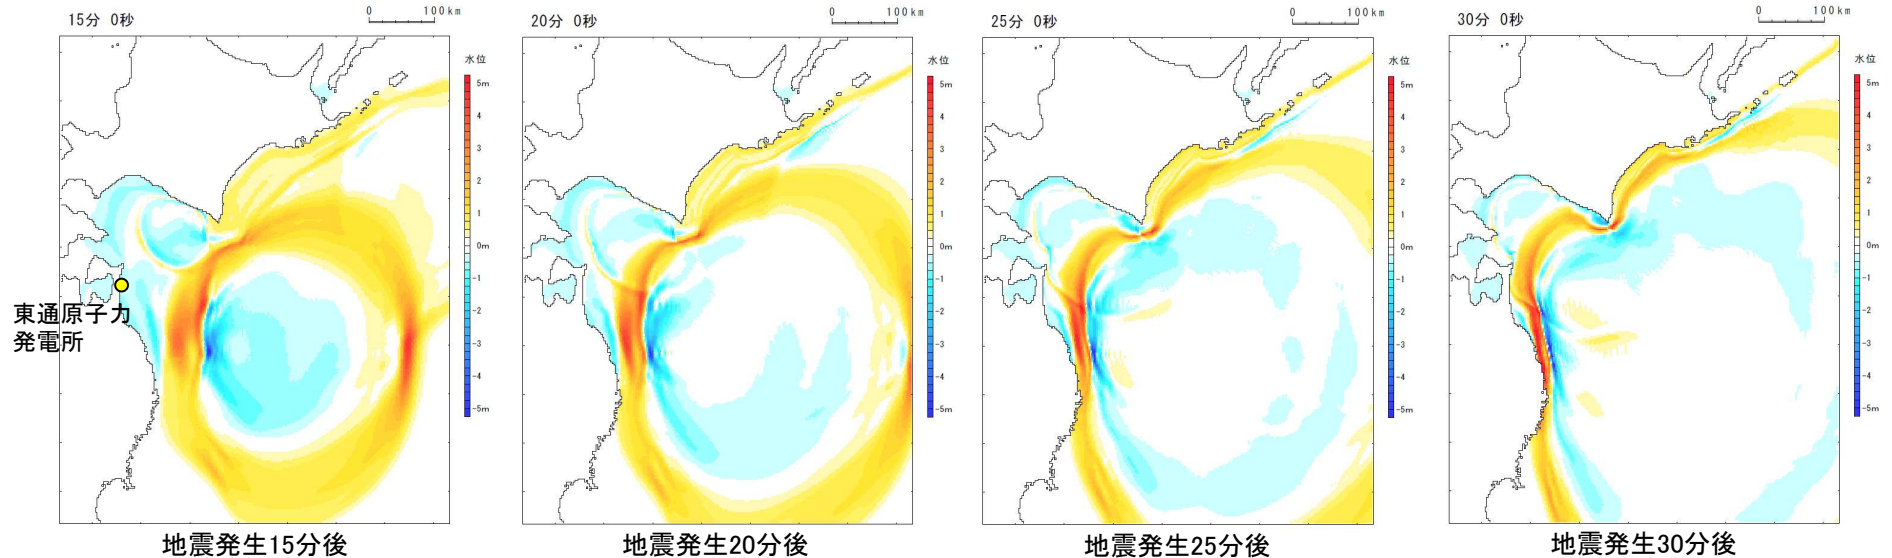 15分 0秒
0 100km
水位
5m
4
3
2
1
0m
-1
-2
-3
-4
-5m
東通原子力
発電所
地震発生15分後
20分 0秒
0 100km
水位
5m
4
3
2
1
0m
-1
-2
-3
-4
-5m
地震発生20分後
25分 0秒
0 100km
水位
5m
4
3
2
1
0m
-1
-2
-3
-4
-5m
地震発生25分後
30分 0秒
0 100km
水位
5m
4
3
2
1
0m
-1
-2
-3
-4
-5m
地震発生30分後